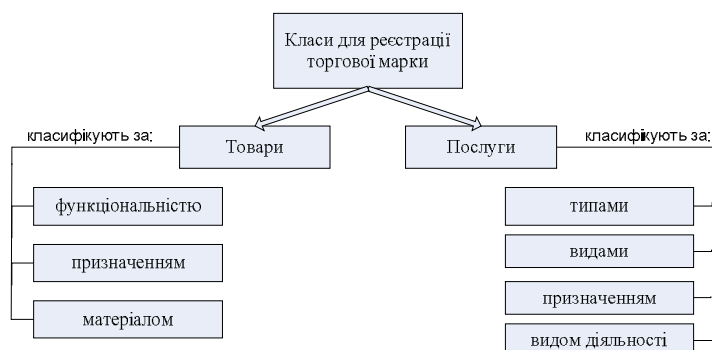 Класи для реєстрації
торгової марки
класифікують за:
Товари
Послуги
класифікують за:
функціональністю
призначенням
матеріалом
типами
видами
призначенням
видом діяльності